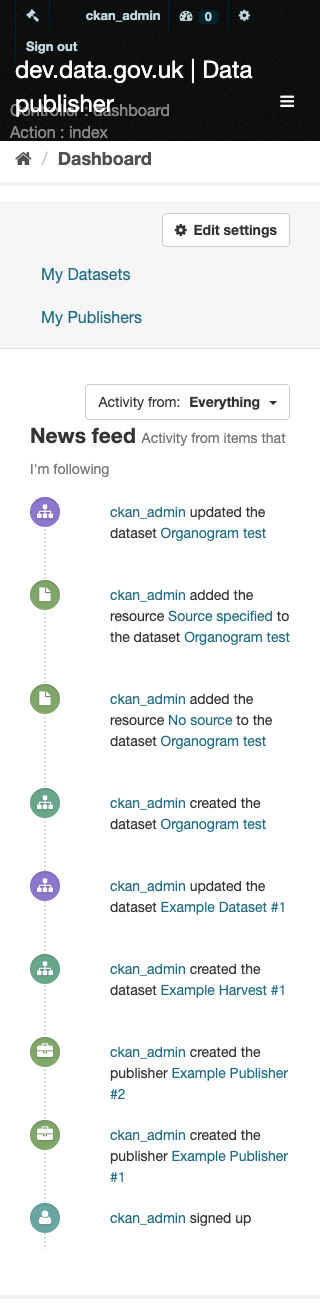 ckan_admin 0
Sign out
dev.data.gov.uk | Data
publisher
Controller : dashboard
Action : index
/ Dashboard
Edit settings
My Datasets
My Publishers
Activity from: Everything
News feed Activity from items that
I'm following
ckan_admin updated the
dataset Organogram test
ckan_admin added the
resource Source specified to
the dataset Organogram test
ckan_admin added the
resource No source to the
dataset Organogram test
ckan_admin created the
dataset Organogram test
ckan_admin updated the
dataset Example Dataset #1
ckan_admin created the
dataset Example Harvest #1
ckan_admin created the
publisher Example Publisher
#2
ckan_admin created the
publisher Example Publisher
#1
ckan_admin signed up